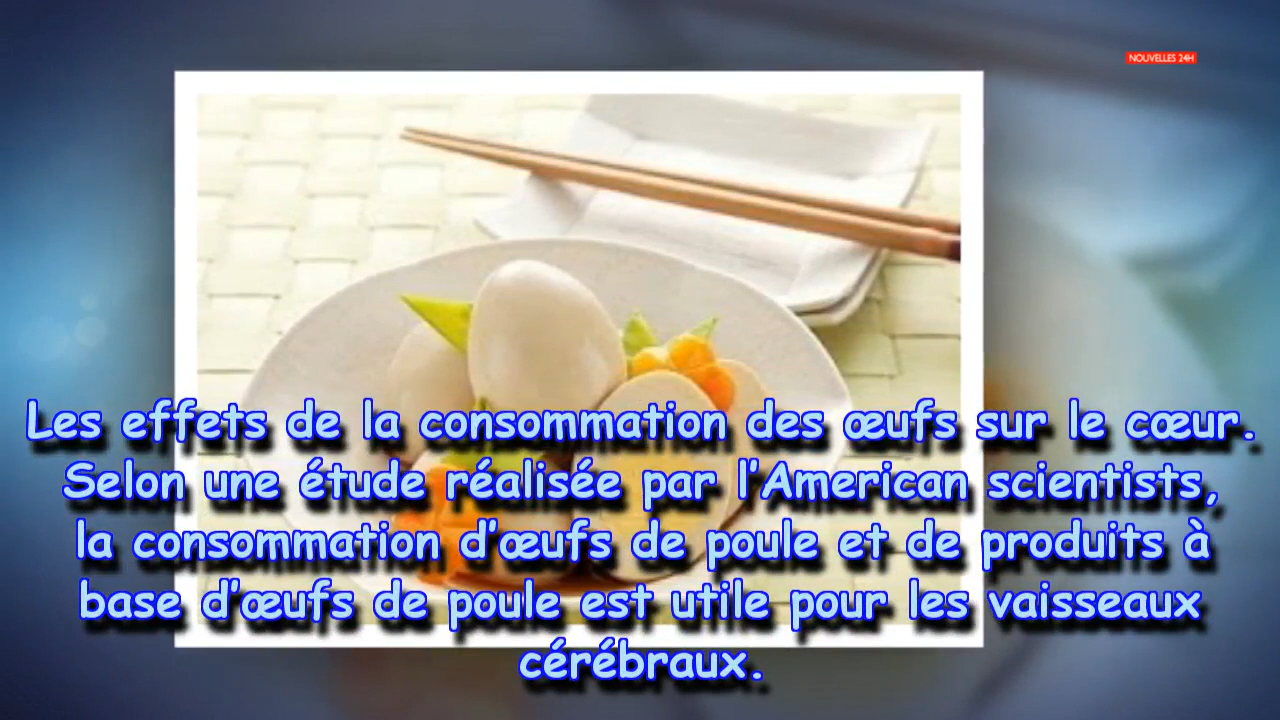 NOUVELLES 24H
Les effets de la consommation des œufs sur le cœur.
Selon une étude réalisée par l'American scientists,
la consommation d'œufs de poule et de produits à
base d'œufs de poule est utile pour les vaisseaux
cérébraux.